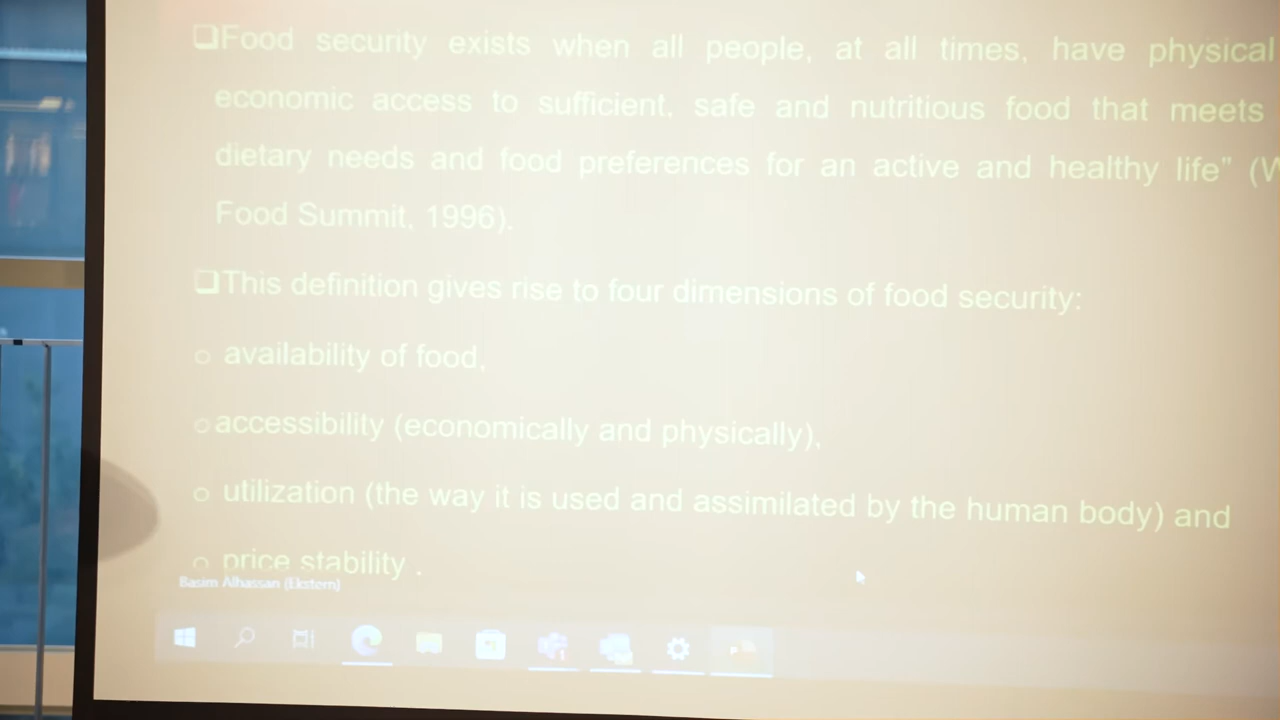 ❑Food security exists when all people, at all times, have physical
economic access to sufficient, safe and nutritious food that meets
dietary needs and food preferences for an active and healthy life" (W
Food Summit, 1996).
❑This definition gives rise to four dimensions of food security:
o availability of food,
o accessibility (economically and physically),
o utilization (the way it is used and assimilated by the human body) and
o price stability .
Basim Alhassan (Ekstern)